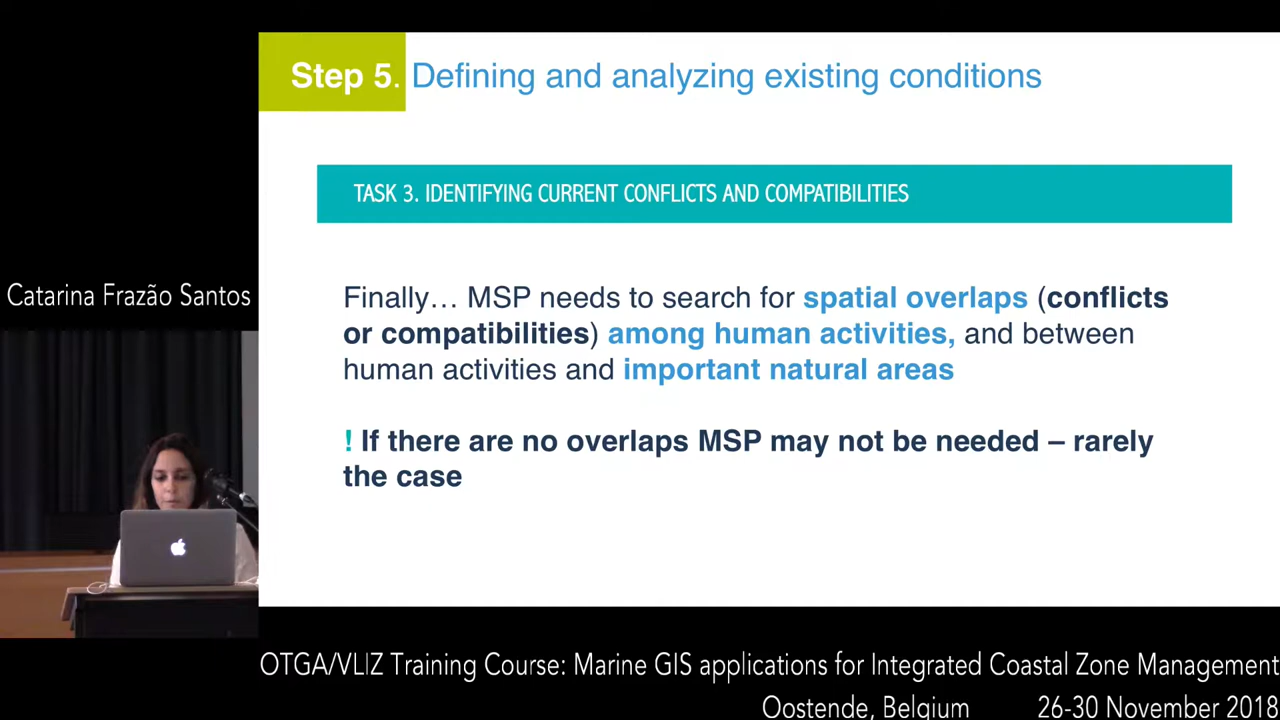 Step 5. Defining and analyzing existing conditions
TASK 3. IDENTIFYING CURRENT CONFLICTS AND COMPATIBILITIES
Catarina Frazão Santos
Finally… MSP needs to search for spatial overlaps (conflicts
or compatibilities) among human activities, and between
human activities and important natural areas
! If there are no overlaps MSP may not be needed – rarely
the case
OTGA/VLIZ Training Course: Marine GIS applications for Integrated Coastal Zone Management
Oostende, Belgium 26-30 November 2018